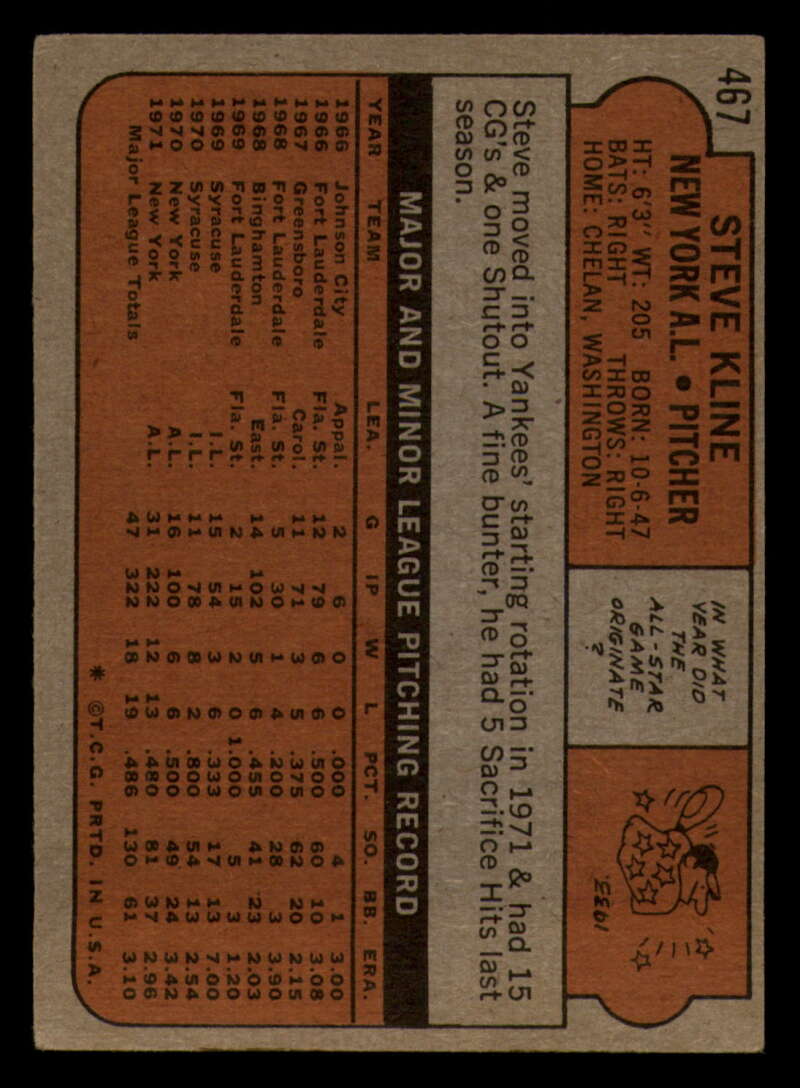 467
STEVE KLINE
NEW YORK A.L. • PITCHER
HT: 6'3" WT: 205 BORN: 10-6-47
BATS: RIGHT THROWS: RIGHT
HOME: CHELAN, WASHINGTON
IN WHAT
YEAR DID
THE
ALL-STAR
GAME
ORIGINATE
?
1933.
Steve moved into Yankees' starting rotation in 1971 & had 15
CG's & one Shutout. A fine bunter, he had 5 Sacrifice Hits last
season.
MAJOR AND MINOR LEAGUE PITCHING RECORD
YEAR TEAM LEA. G IP W L PCT. SO. BB. ERA.
1966 Johnson City Appal. 2 6 0 0 .000 4 1 3.00
1966 Fort Lauderdale Fla. St. 12 79 6 6 .500 60 10 3.08
1967 Greensboro Carol. 11 71 3 5 .375 62 20 2.15
1968 Fort Lauderdale Fla. St. 5 30 1 4 .200 28 3 3.90
1968 Binghamton East. 14 102 5 6 .455 41 23 2.03
1969 Fort Lauderdale Fla. St. 2 15 2 0 1.000 5 3 1.20
1969 Syracuse I.L. 15 54 3 6 .333 17 13 7.00
1970 Syracuse I.L. 11 78 8 2 .800 54 13 2.54
1970 New York A.L. 16 100 6 6 .500 49 24 3.42
1971 New York A.L. 31 222 12 13 .480 81 37 2.96
Major League Totals 47 322 18 19 .486 130 61 3.10
* ©T.C.G. PRTD. IN U.S.A.